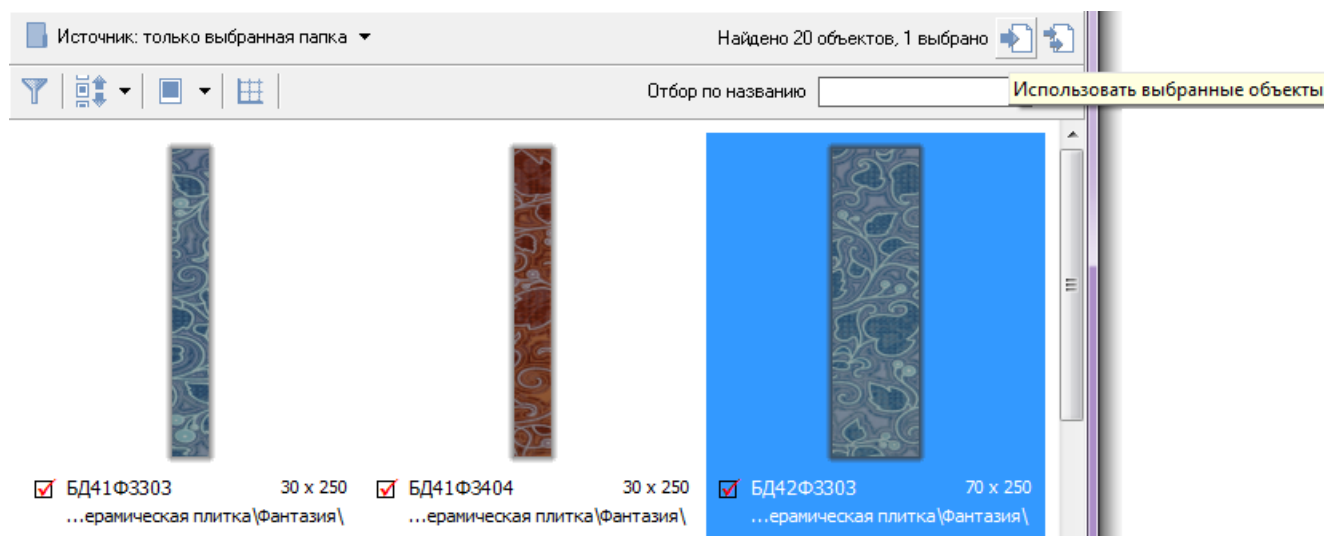 Источник: только выбранная папка
Найдено 20 объектов, 1 выбрано
Отбор по названию
Использовать выбранные объекты
БД41Ф3303 30 x 250
...ерамическая плитка\Фантазия\
БД41Ф3404 30 x 250
...ерамическая плитка\Фантазия\
БД42Ф3303 70 x 250
...ерамическая плитка\Фантазия\